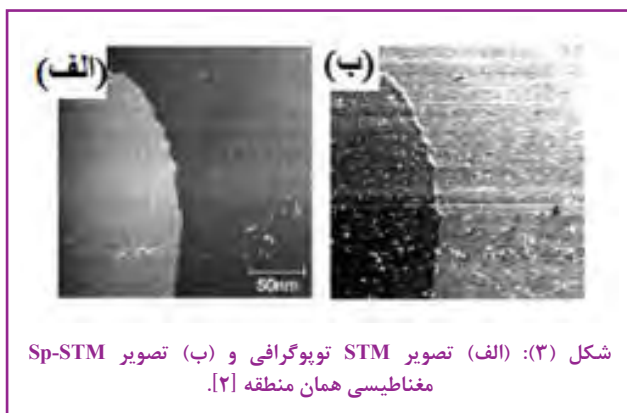 (الف)
(ب)
50nm
شکل (۳): (الف) تصویر STM توپوگرافی و (ب) تصویر Sp-STM
مغناطیسی همان منطقه [۲].